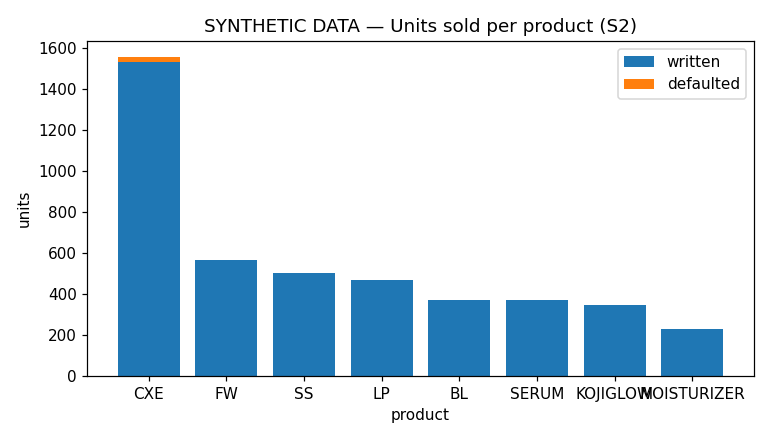 SYNTHETIC DATA — Units sold per product (S2)
written
defaulted
units
1600
1400
1200
1000
800
600
400
200
0
CXE FW SS LP BL SERUM KOJIGLOW MOISTURIZER
product